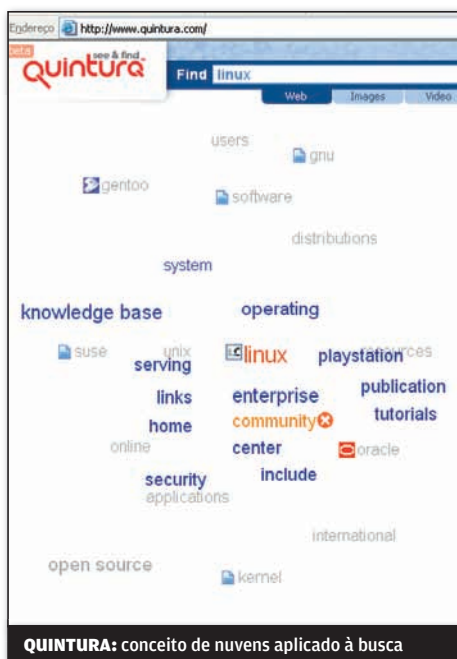 Endereço http://www.quintura.com/
beta
see & find
quintura
Find linux
Web Images Video
users
gnu
gentoo
software
distributions
system
knowledge base operating
suse unix linux playstation resources
serving
links enterprise publication
home community tutorials
online center oracle
security include
applications
international
open source
kernel
QUINTURA: conceito de nuvens aplicado à busca